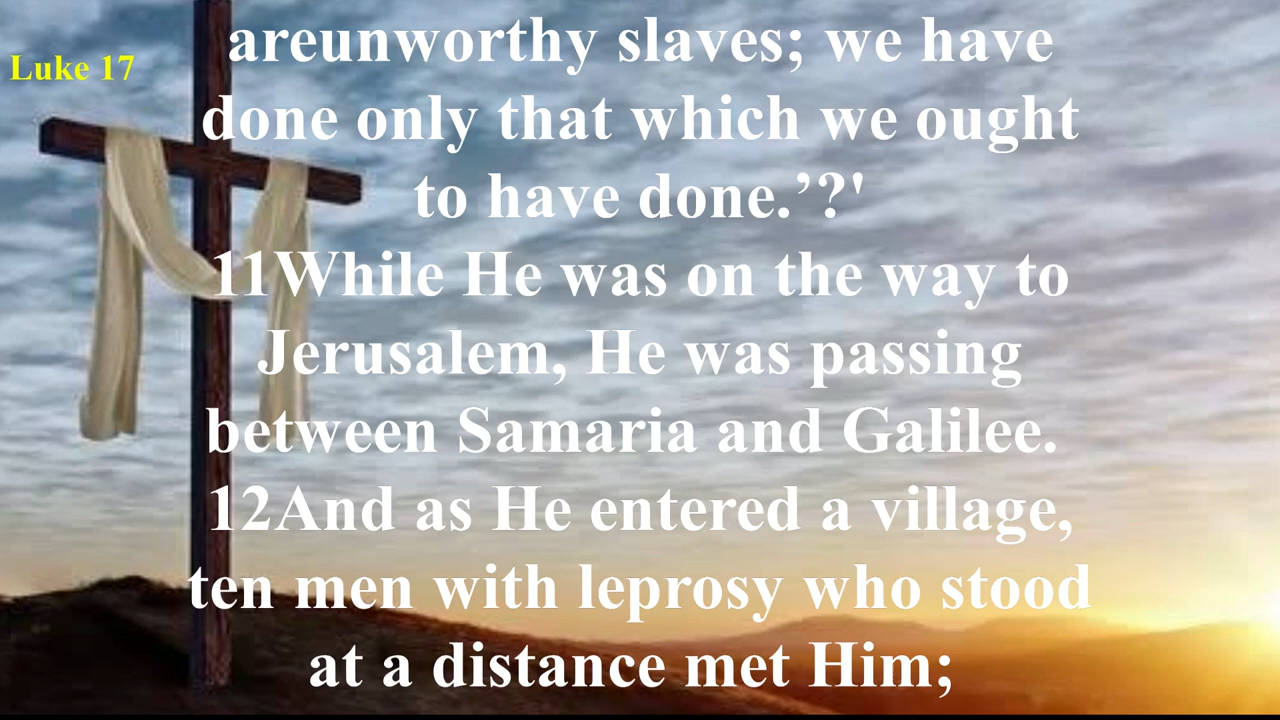 Luke 17
areunworthy slaves; we have
done only that which we ought
to have done.’?'
11While He was on the way to
Jerusalem, He was passing
between Samaria and Galilee.
12And as He entered a village,
ten men with leprosy who stood
at a distance met Him;